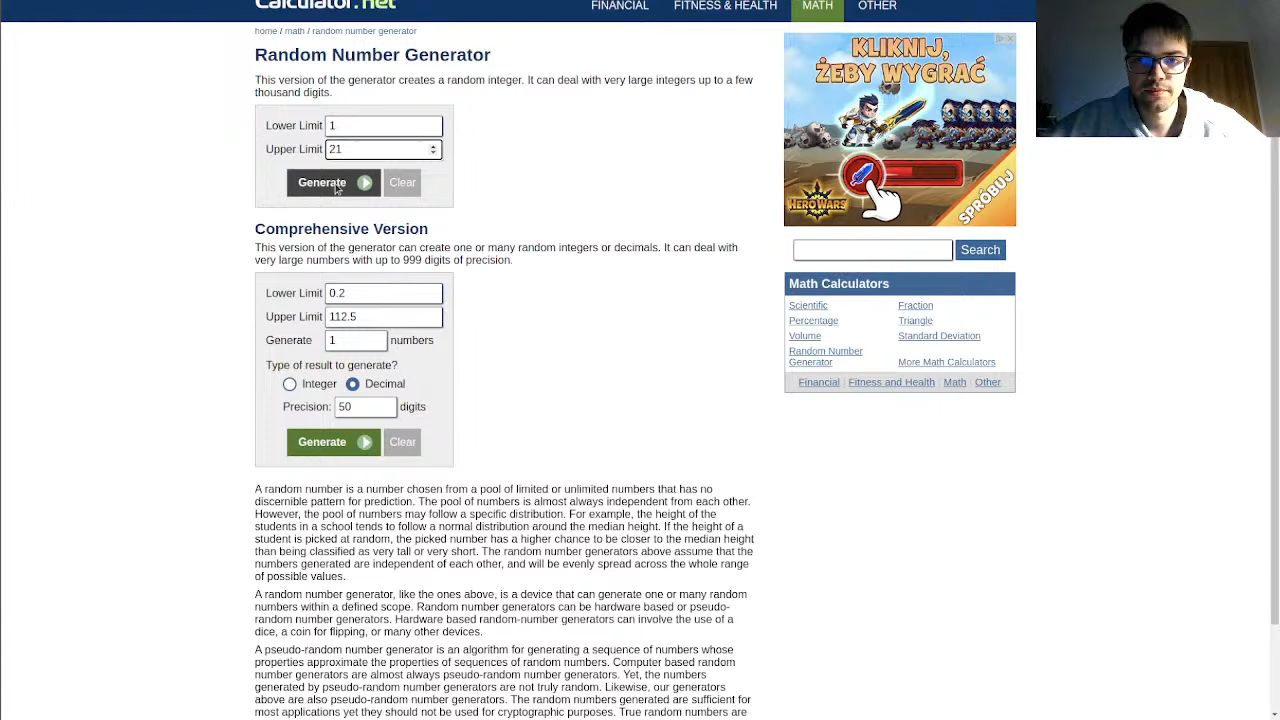 Calculator.net
FINANCIAL FITNESS & HEALTH MATH OTHER
home / math / random number generator
Random Number Generator
This version of the generator creates a random integer. It can deal with very large integers up to a few
thousand digits.
Lower Limit 1
Upper Limit 21
Generate Clear
Comprehensive Version
This version of the generator can create one or many random integers or decimals. It can deal with
very large numbers with up to 999 digits of precision.
Lower Limit 0.2
Upper Limit 112.5
Generate 1 numbers
Type of result to generate?
Integer Decimal
Precision: 50 digits
Generate Clear
A random number is a number chosen from a pool of limited or unlimited numbers that has no
discernible pattern for prediction. The pool of numbers is almost always independent from each other.
However, the pool of numbers may follow a specific distribution. For example, the height of the
students in a school tends to follow a normal distribution around the median height. If the height of a
student is picked at random, the picked number has a higher chance to be closer to the median height
than being classified as very tall or very short. The random number generators above assume that the
numbers generated are independent of each other, and will be evenly spread across the whole range
of possible values.
A random number generator, like the ones above, is a device that can generate one or many random
numbers within a defined scope. Random number generators can be hardware based or pseudo-
random number generators. Hardware based random-number generators can involve the use of a
dice, a coin for flipping, or many other devices.
A pseudo-random number generator is an algorithm for generating a sequence of numbers whose
properties approximate the properties of sequences of random numbers. Computer based random
number generators are almost always pseudo-random number generators. Yet, the numbers
generated by pseudo-random number generators are not truly random. Likewise, our generators
above are also pseudo-random number generators. The random numbers generated are sufficient for
most applications yet they should not be used for cryptographic purposes. True random numbers are
KLIKNIJ,
ŻEBY WYGRAĆ
HERO WARS
SPRÓBUJ
Search
Math Calculators
Scientific Fraction
Percentage Triangle
Volume Standard Deviation
Random Number
Generator More Math Calculators
Financial | Fitness and Health | Math | Other